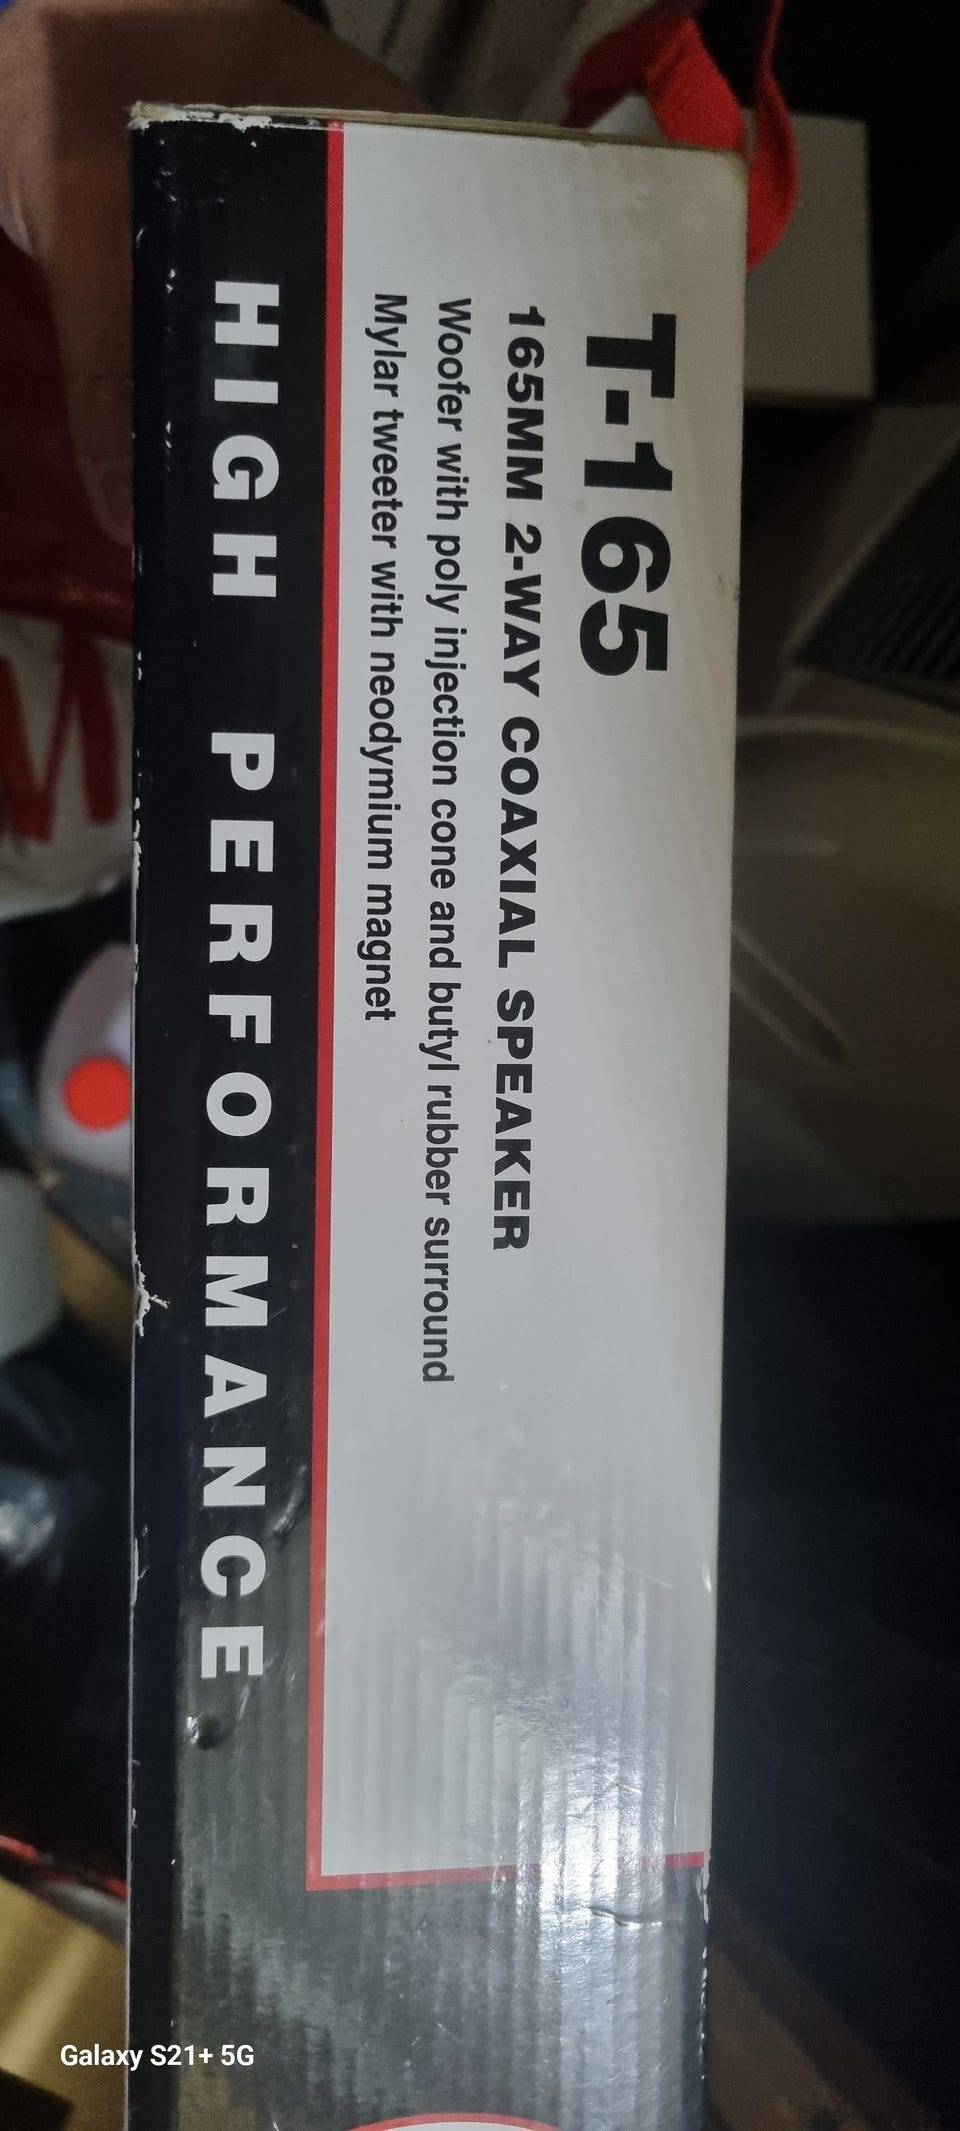 T-165
165MM 2-WAY COAXIAL SPEAKER
Woofer with poly injection cone and butyl rubber surround
Mylar tweeter with neodymium magnet
HIGH PERFORMANCE
Galaxy S21+ 5G